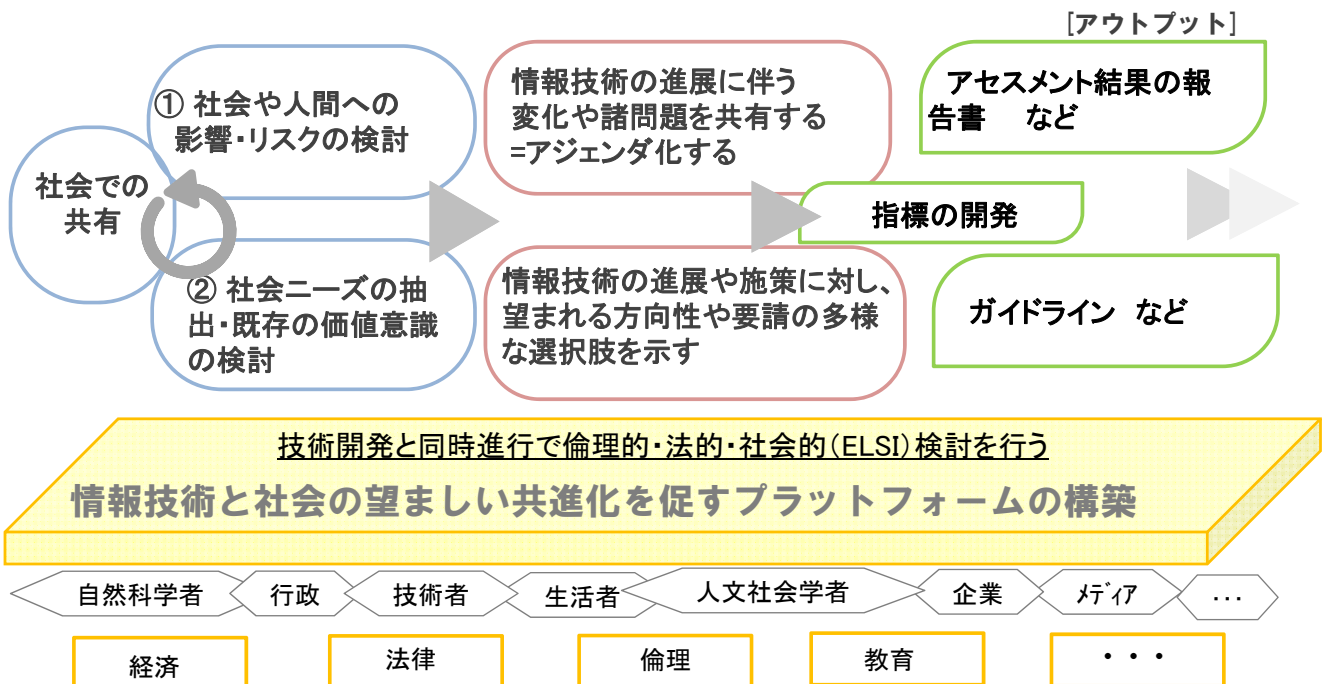 [アウトプット]
社会での
共有
① 社会や人間への
影響・リスクの検討
② 社会ニーズの抽
出・既存の価値意識
の検討
情報技術の進展に伴う
変化や諸問題を共有する
=アジェンダ化する
情報技術の進展や施策に対し、
望まれる方向性や要請の多様
な選択肢を示す
アセスメント結果の報
告書 など
指標の開発
ガイドライン など
技術開発と同時進行で倫理的・法的・社会的(ELSI)検討を行う
情報技術と社会の望ましい共進化を促すプラットフォームの構築
自然科学者 行政 技術者 生活者 人文社会学者 企業 ﾒﾃﾞｨｱ ...
経済 法律 倫理 教育 ・・・